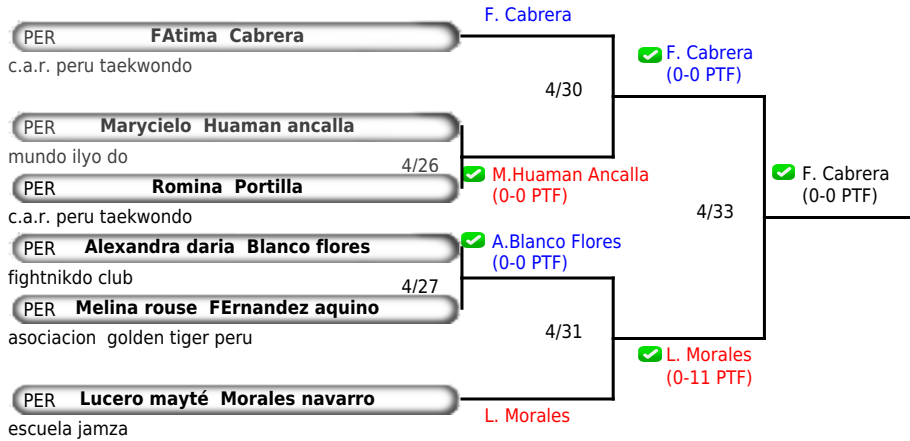 F. Cabrera
PER FAtima Cabrera
c.a.r. peru taekwondo
F. Cabrera
(0-0 PTF)
4/30
PER Marycielo Huaman ancalla
mundo ilyo do
4/26
M.Huaman Ancalla
(0-0 PTF)
F. Cabrera
(0-0 PTF)
PER Romina Portilla
c.a.r. peru taekwondo
4/33
PER Alexandra daria Blanco flores
A.Blanco Flores
(0-0 PTF)
fightnikdo club
4/27
PER Melina rouse FErnandez aquino
asociacion golden tiger peru
4/31
L. Morales
(0-11 PTF)
PER Lucero mayté Morales navarro
L. Morales
escuela jamza